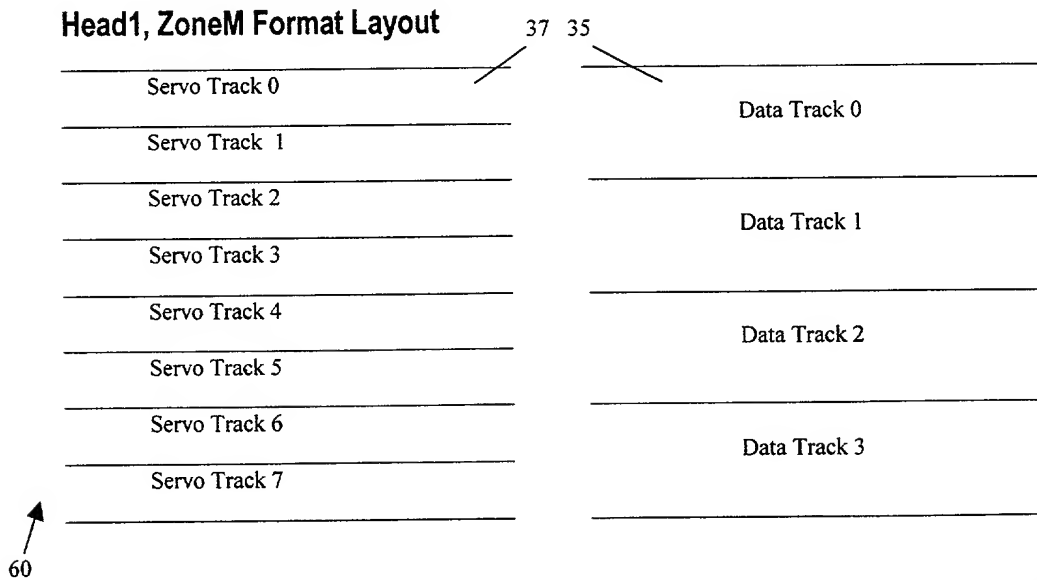 Head1, ZoneM Format Layout
37 35
Servo Track 0
Servo Track 1
Servo Track 2
Servo Track 3
Servo Track 4
Servo Track 5
Servo Track 6
Servo Track 7
Data Track 0
Data Track 1
Data Track 2
Data Track 3
60